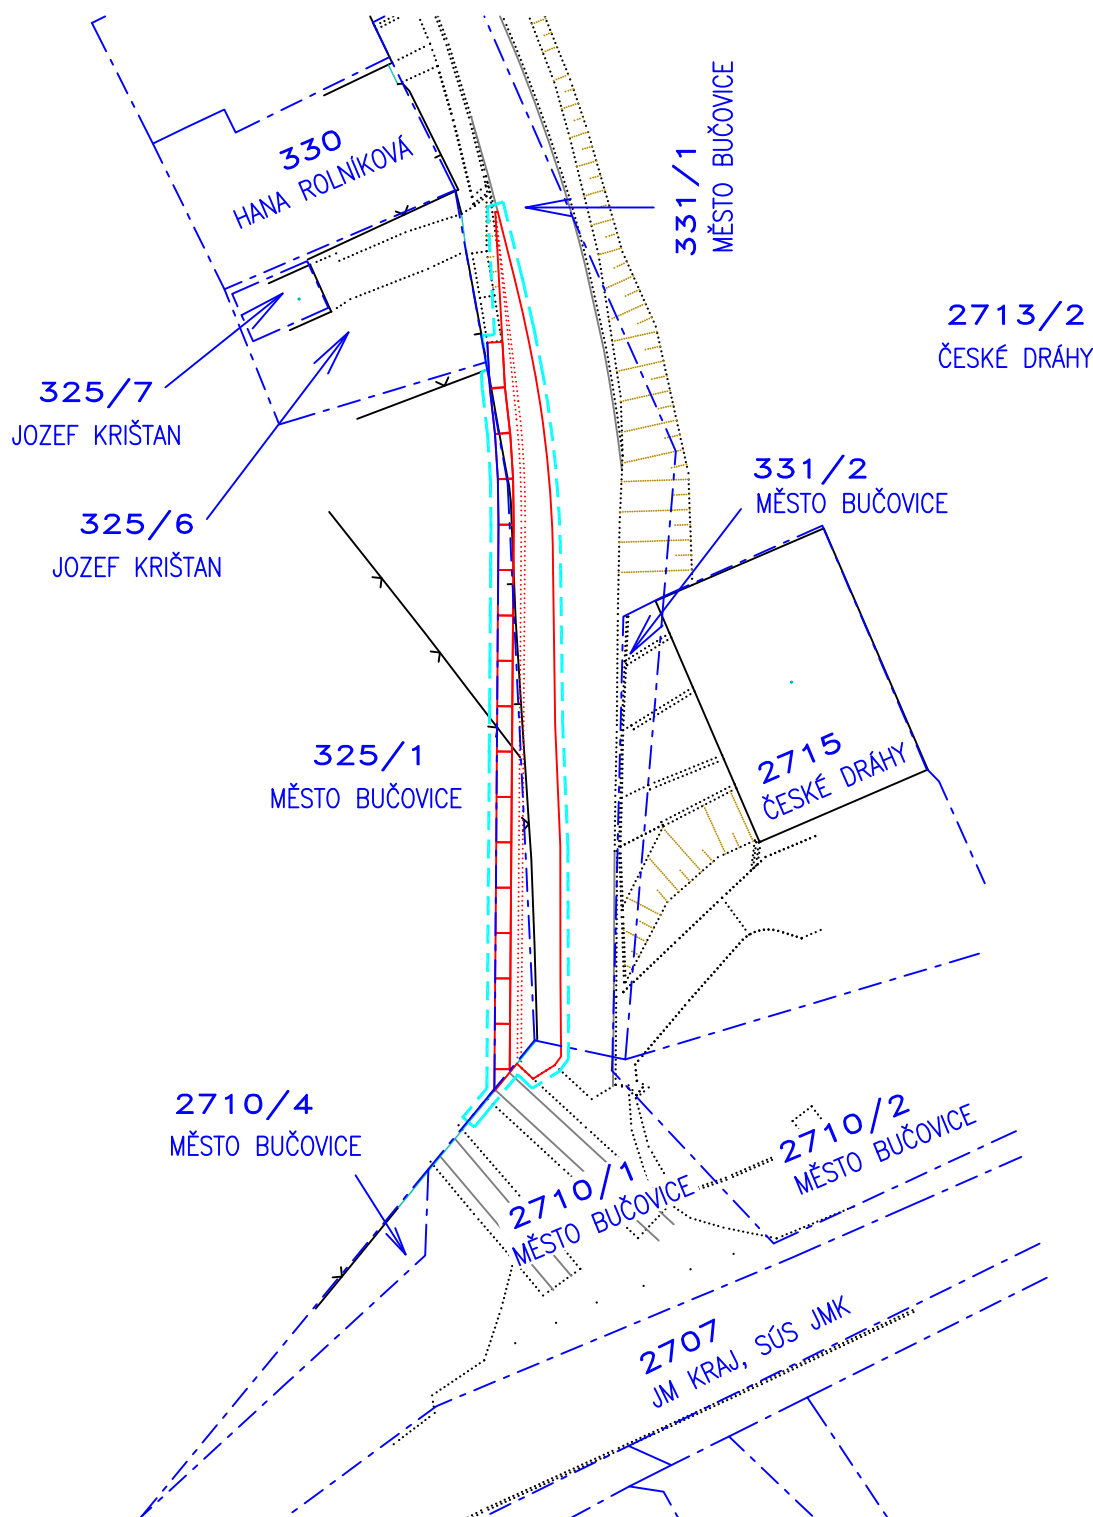 330
HANA ROLNÍKOVÁ
331/1
MĚSTO BUČOVICE
2713/2
ČESKÉ DRÁHY
325/7
JOZEF KRIŠTAN
325/6
JOZEF KRIŠTAN
331/2
MĚSTO BUČOVICE
325/1
MĚSTO BUČOVICE
2715
ČESKÉ DRÁHY
2710/4
MĚSTO BUČOVICE
2710/2
MĚSTO BUČOVICE
2710/1
MĚSTO BUČOVICE
2707
JM KRAJ, SÚS JMK